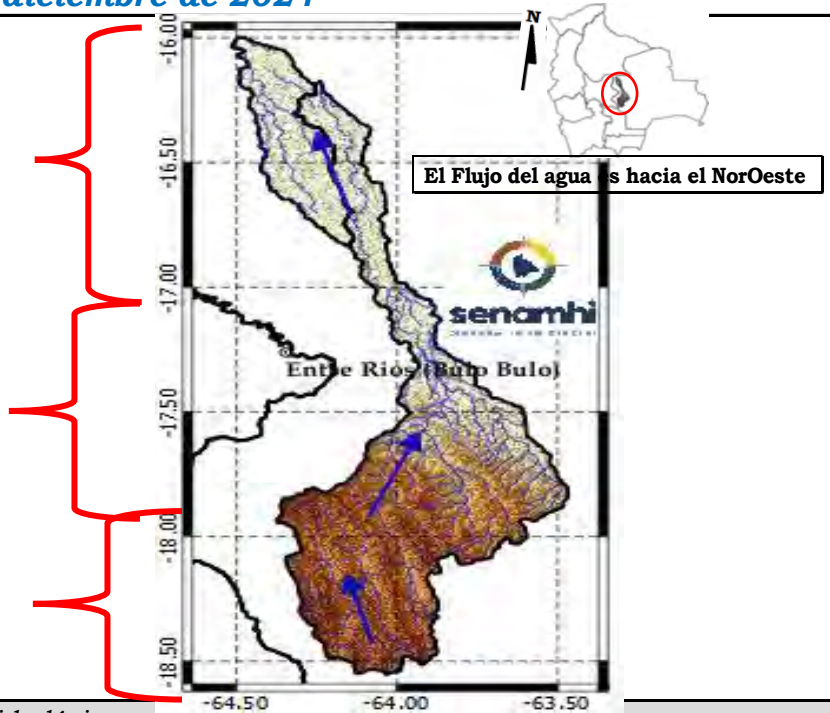 diciembre de 2024
N
El Flujo del agua es hacia el NorOeste
senamhi
Entre Rios (Bulo Bulo)
-16.00
-16.50
-17.00
-17.50
-18.00
-18.50
-64.50
-64.00
-63.50